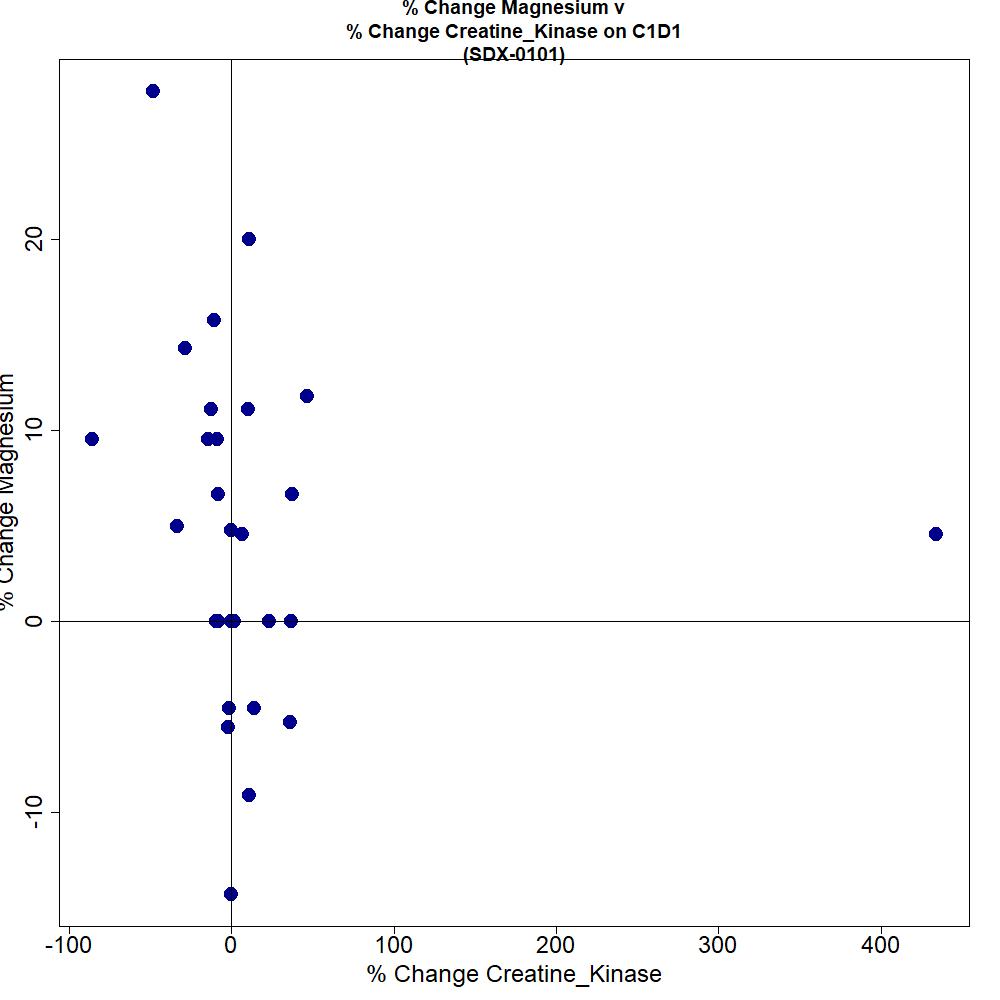 % Change Magnesium v
% Change Creatine_Kinase on C1D1
(SDX-0101)
% Change Magnesium
20
10
0
-10
-100 0 100 200 300 400
% Change Creatine_Kinase